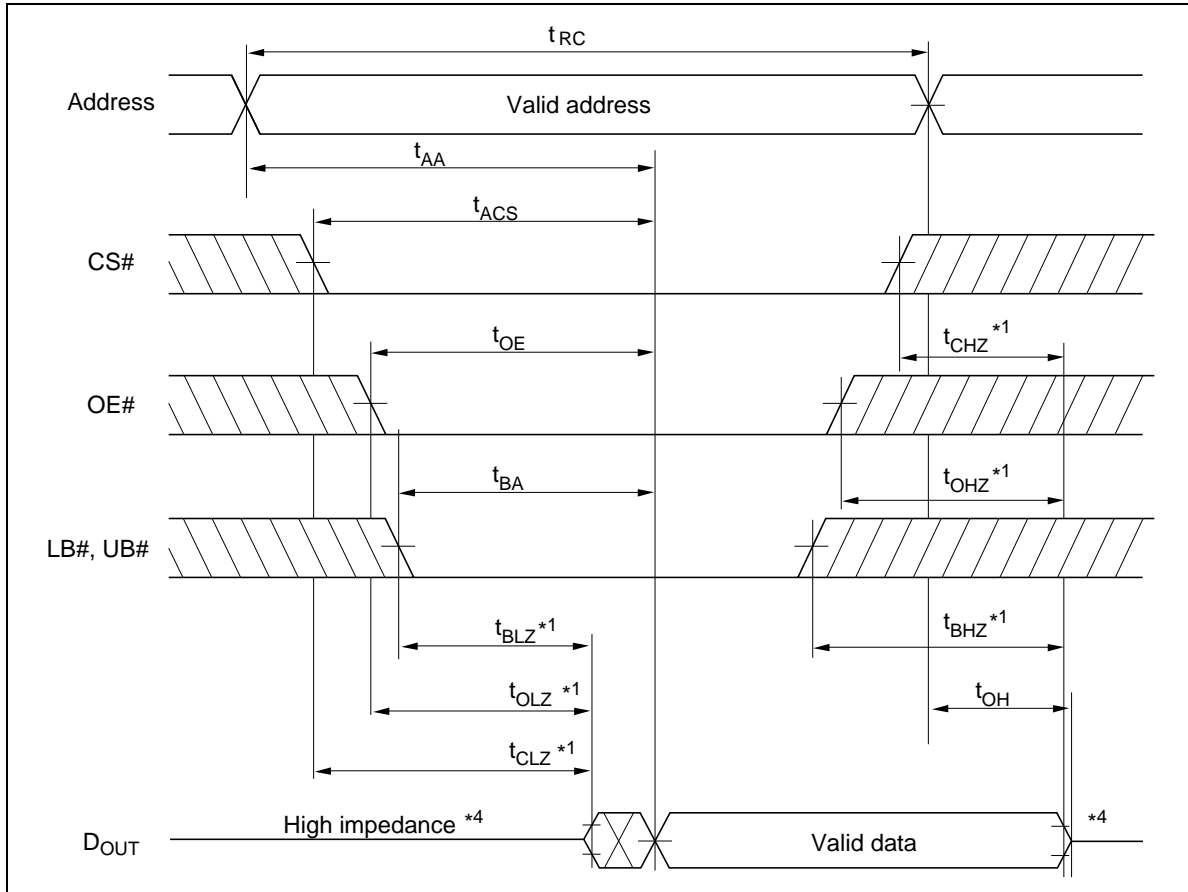 tRC
Address
Valid address
tAA
tACS
CS#
tOE
tCHZ *1
OE#
tBA
tOHZ *1
LB#, UB#
tBLZ *1
tBHZ *1
tOLZ *1
tOH
tCLZ *1
High impedance *4
*4
DOUT
Valid data